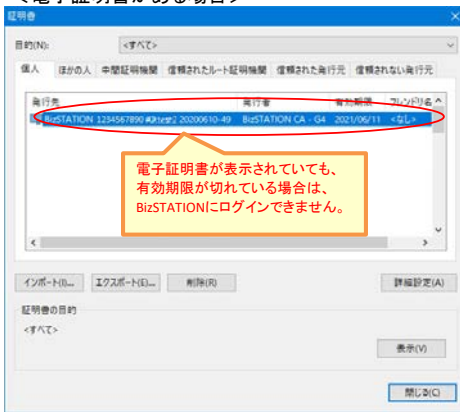 <電子証明書がある場合>
証明書
目的(N): <すべて>
個人 ほかの人 中間証明機関 信頼されたルート証明機関 信頼された発行元 信頼されない発行元
発行先 発行者 有効期限 フレンドリ名
BizSTATION 1234567890 20200610-49 BizSTATION CA - G4 2021/06/11 <なし>
電子証明書が表示されていても、
有効期限が切れている場合は、
BizSTATIONにログインできません。
インポート(I)... エクスポート(E)... 削除(R) 詳細設定(A)
証明書の目的
<すべて>
表示(V)
閉じる(C)